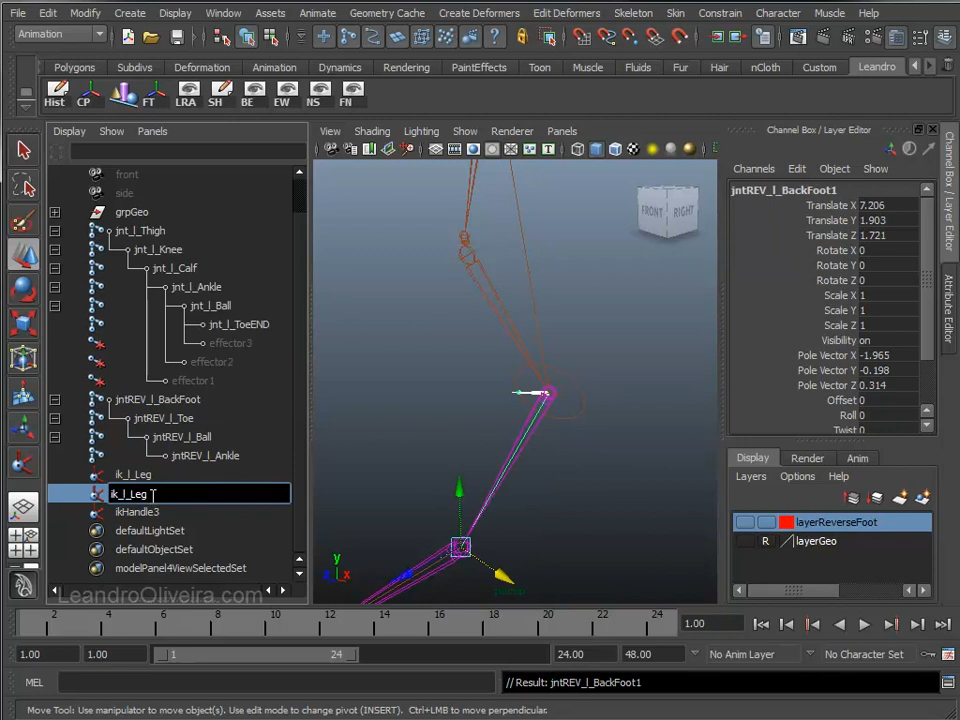 File Edit Modify Create Display Window Assets Animate Geometry Cache Create Deformers Edit Deformers Skeleton Skin Constrain Character Muscle Help
Animation
Polygons Subdivs Deformation Animation Dynamics Rendering PaintEffects Toon Muscle Fluids Fur Hair nCloth Custom Leandro
Hist CP FT LRA SH BE EW NS FN
Display Show Panels
View Shading Lighting Show Renderer Panels
Channel Box / Layer Editor
Channels Edit Object Show
front
side
grpGeo
jnt_l_Thigh
jnt_l_Knee
jnt_l_Calf
jnt_l_Ankle
jnt_l_Ball
jnt_l_ToeEND
effector3
effector2
effector1
jntREV_l_BackFoot
jntREV_l_Toe
jntREV_l_Ball
jntREV_l_Ankle
ik_l_Leg
ik_l_Leg
ikHandle3
defaultLightSet
defaultObjectSet
modelPanel4ViewSelectedSet
FRONT RIGHT
y
x
persp
LeandroOliveira.com
jntREV_l_BackFoot1
Translate X 7.206
Translate Y 1.903
Translate Z 1.721
Rotate X 0
Rotate Y 0
Rotate Z 0
Scale X 1
Scale Y 1
Scale Z 1
Visibility on
Pole Vector X -1.965
Pole Vector Y -0.198
Pole Vector Z 0.314
Offset 0
Roll 0
Twist 0
Display Render Anim
Layers Options Help
layerReverseFoot
R layerGeo
Channel Box / Layer Editor
Attribute Editor
2 4 6 8 10 12 14 16 18 20 22 24
1.00
1.00 1.00 1 24 24.00 48.00 No Anim Layer No Character Set
MEL // Result: jntREV_l_BackFoot1
Move Tool: Use manipulator to move object(s). Use edit mode to change pivot (INSERT). Ctrl+LMB to move perpendicular.